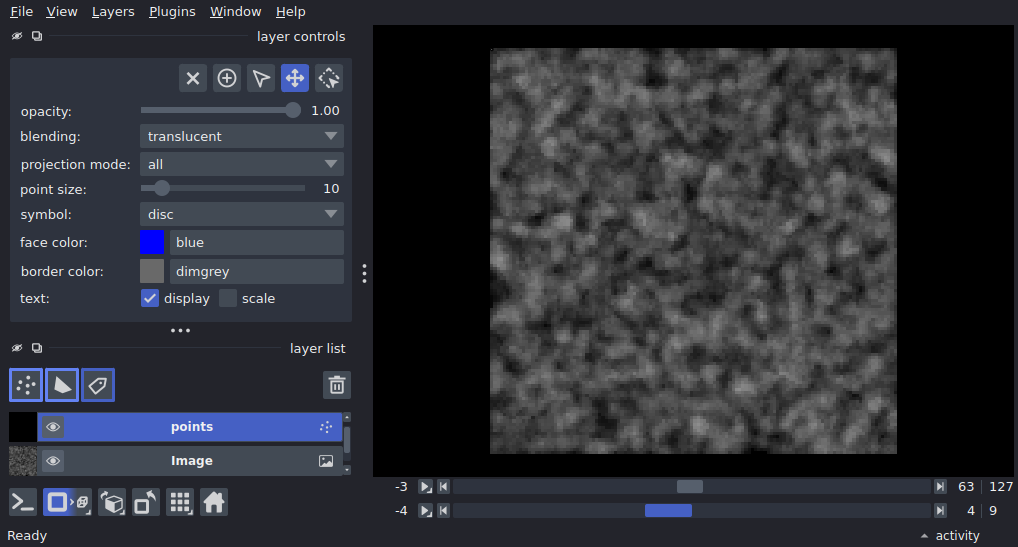 File View Layers Plugins Window Help
layer controls
opacity: 1.00
blending: translucent
projection mode: all
point size: 10
symbol: disc
face color: blue
border color: dimgrey
text: display scale
layer list
points
Image
-3 63 127
-4 4 9
Ready activity